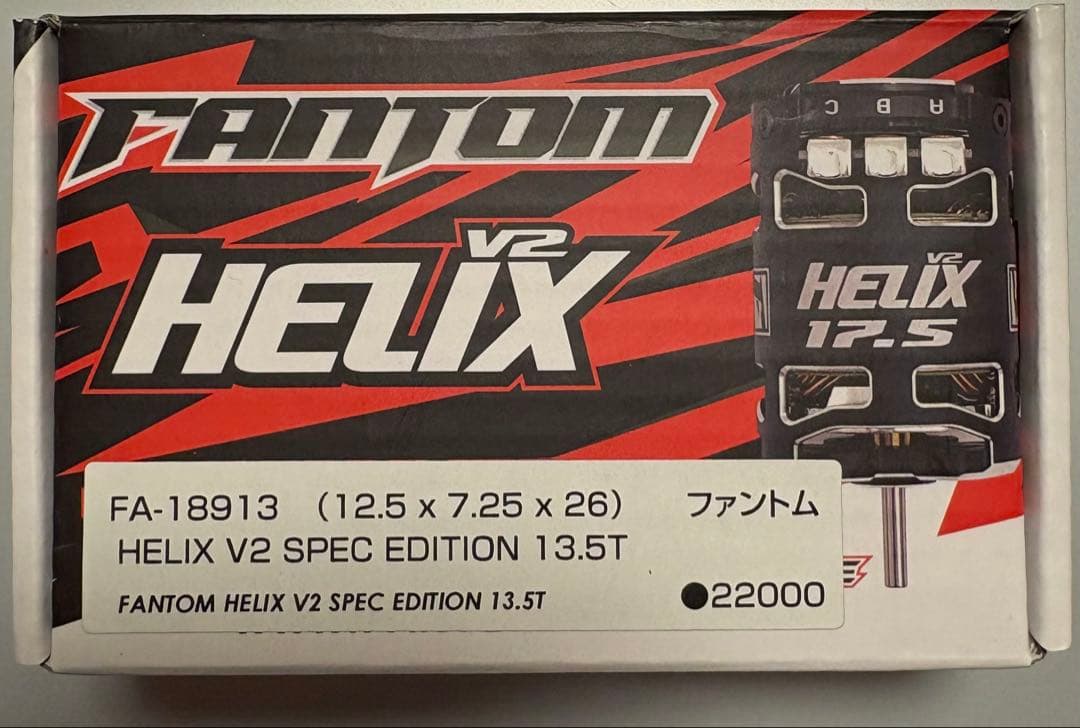 FANTOM
V2
HELIX
C B A
V2
HELIX
17.5
FA-18913 (12.5 x 7.25 x 26) ファントム
HELIX V2 SPEC EDITION 13.5T
FANTOM HELIX V2 SPEC EDITION 13.5T
●22000